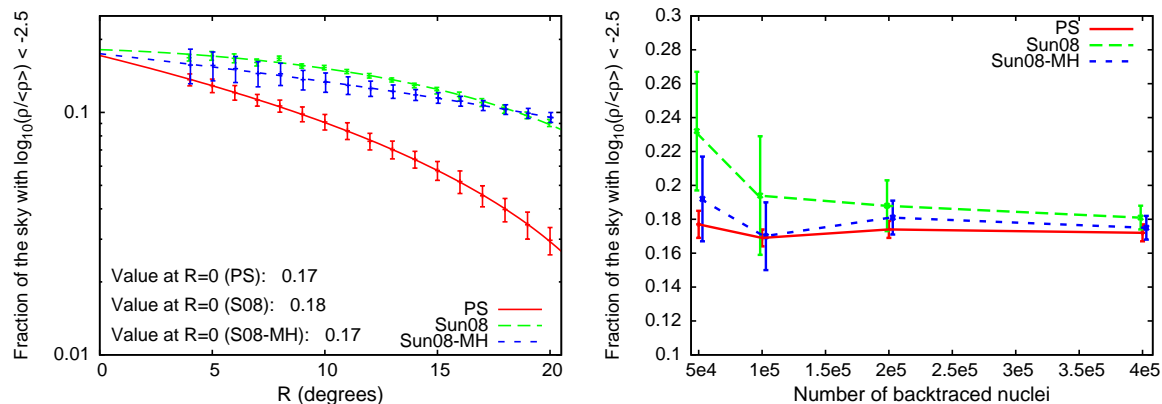 Fraction of the sky with log10(ρ/<ρ>) < -2.5
0.1
0.01
Value at R=0 (PS): 0.17
Value at R=0 (S08): 0.18
Value at R=0 (S08-MH): 0.17
PS
Sun08
Sun08-MH
5
10
15
20
R (degrees)
Fraction of the sky with log10(ρ/<ρ>) < -2.5
0.3
0.28
0.26
0.24
0.22
0.2
0.18
0.16
0.14
0.12
0.1
PS
Sun08
Sun08-MH
5e4 1e5 1.5e5 2e5 2.5e5 3e5 3.5e5 4e5
Number of backtraced nuclei